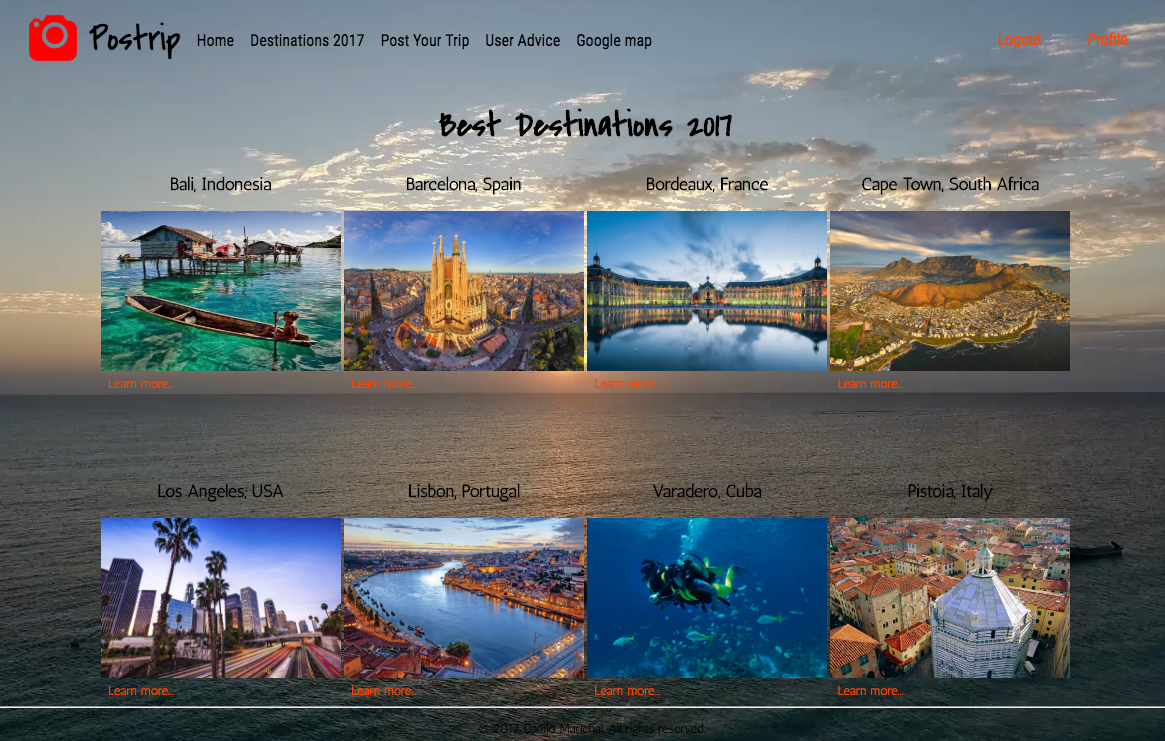 Postrip Home Destinations 2017 Post Your Trip User Advice Google map Logout Profile
Best Destinations 2017
Bali, Indonesia Barcelona, Spain Bordeaux, France Cape Town, South Africa
Learn more... Learn more... Learn more... Learn more...
Los Angeles, USA Lisbon, Portugal Varadero, Cuba Pistoia, Italy
Learn more... Learn more... Learn more... Learn more...
© 2017 Danilo Marichal. All rights reserved.